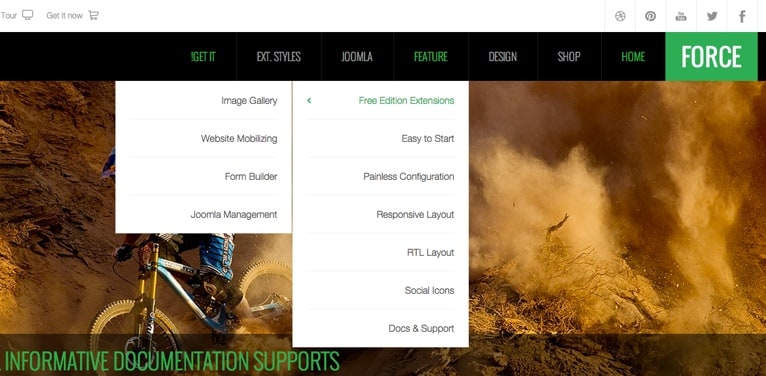 Tour
Get it now
FORCE
HOME
SHOP
DESIGN
FEATURE
JOOMLA
EXT. STYLES
!GET IT
Free Edition Extensions
Easy to Start
Painless Configuration
Responsive Layout
RTL Layout
Social Icons
Docs & Support
Image Gallery
Website Mobilizing
Form Builder
Joomla Management
INFORMATIVE DOCUMENTATION SUPPORTS